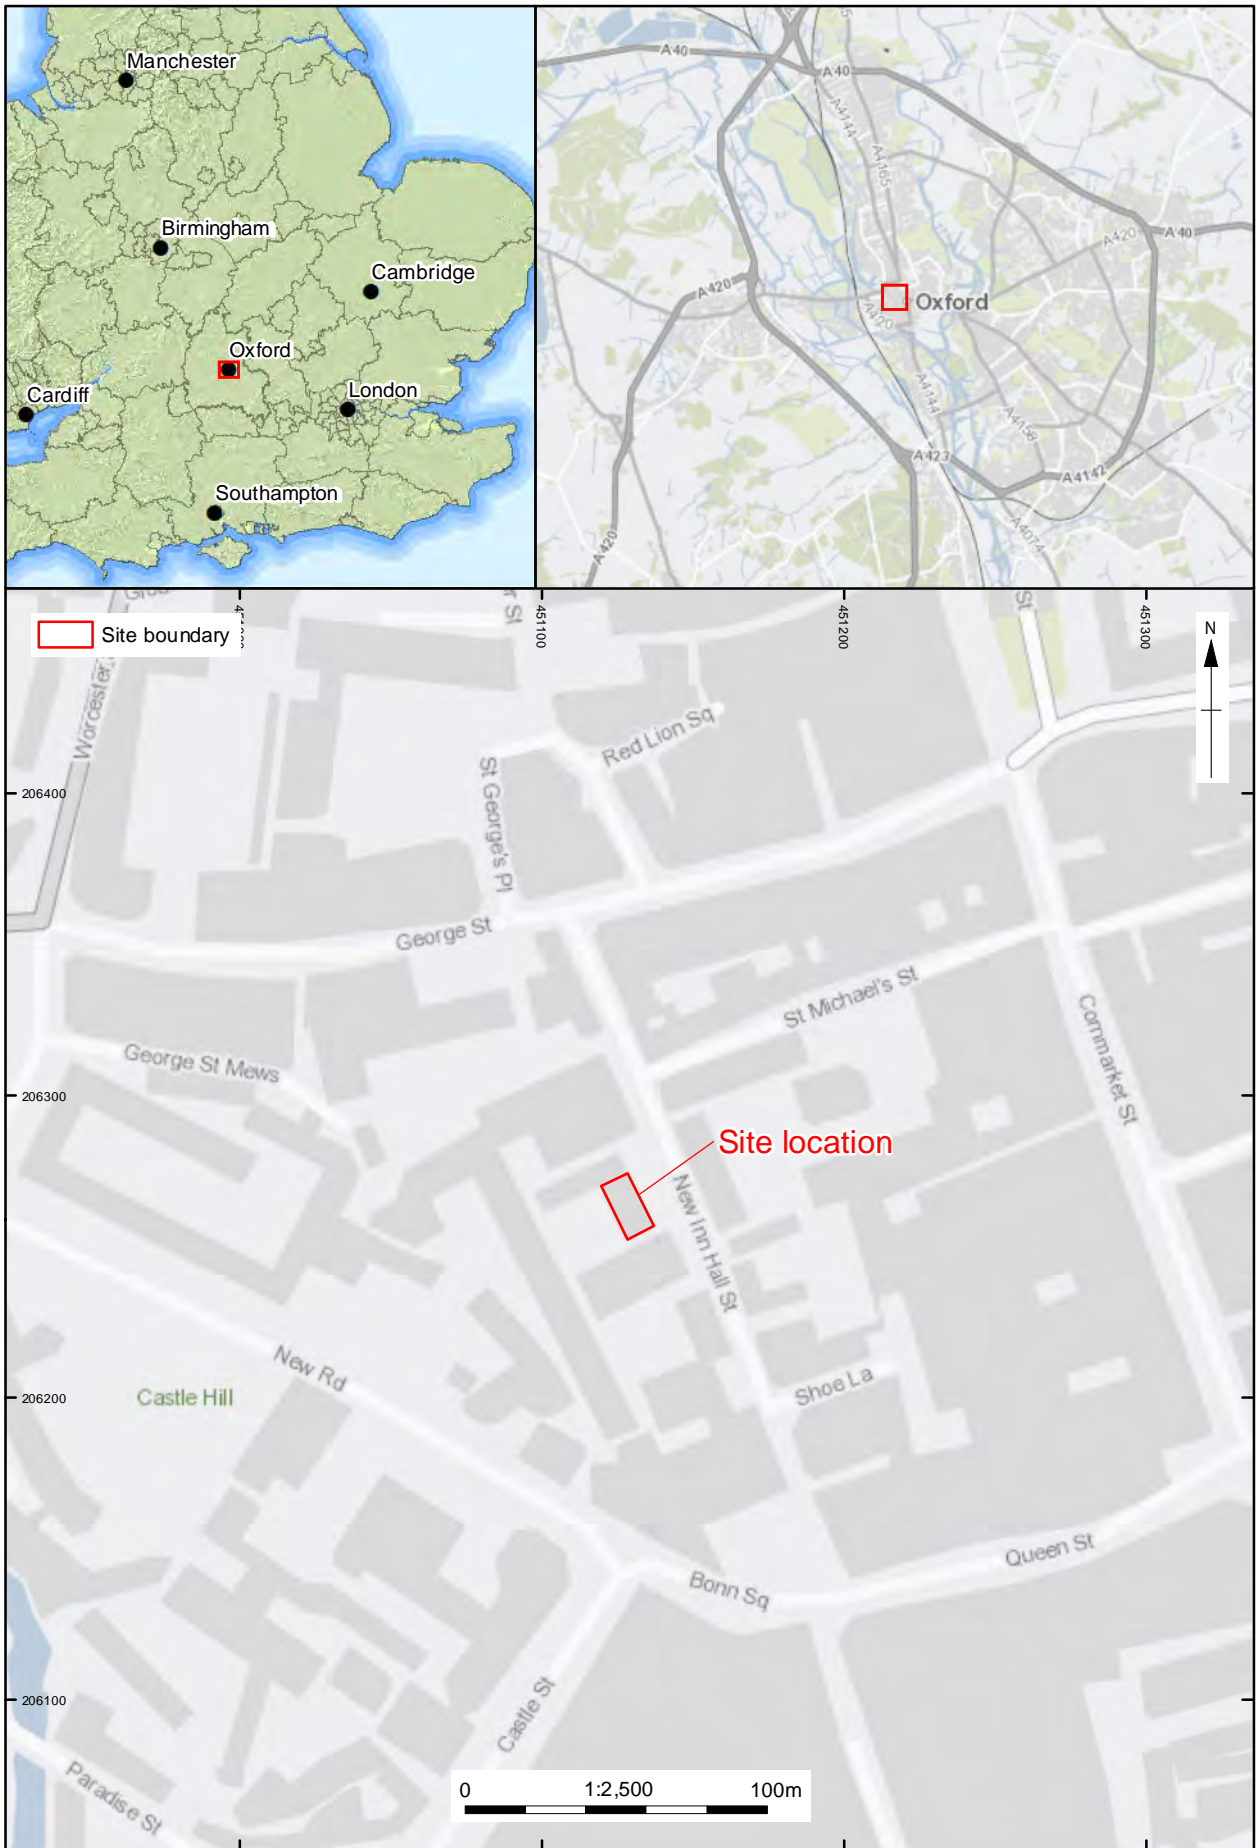 Manchester
Birmingham
Cambridge
Oxford
Cardiff
London
Southampton
A40
A40
A4144
A4165
A420
A40
A420
Oxford
A420
A4144
A4158
A423
A4142
A420
A4074
Site boundary
451100
451200
451300
St
N
Worcester
Red Lion Sq
St George's Pl
206400
George St
St Michael's St
Cornmarket St
George St Mews
206300
Site location
New Inn Hall St
New Rd
Castle Hill
206200
Shoe La
Queen St
Bonn Sq
Castle St
206100
Paradise St
0 1:2,500 100m